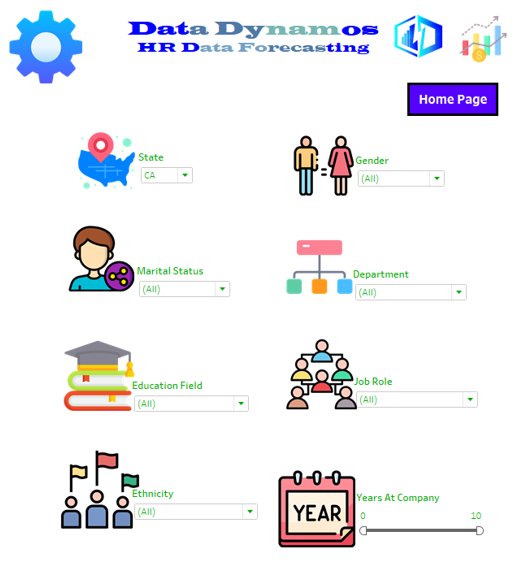 Data Dynamos
HR Data Forecasting
Home Page
State
CA
Gender
(All)
Marital Status
(All)
Department
(All)
Education Field
(All)
Job Role
(All)
Ethnicity
(All)
YEAR
Years At Company
0 10